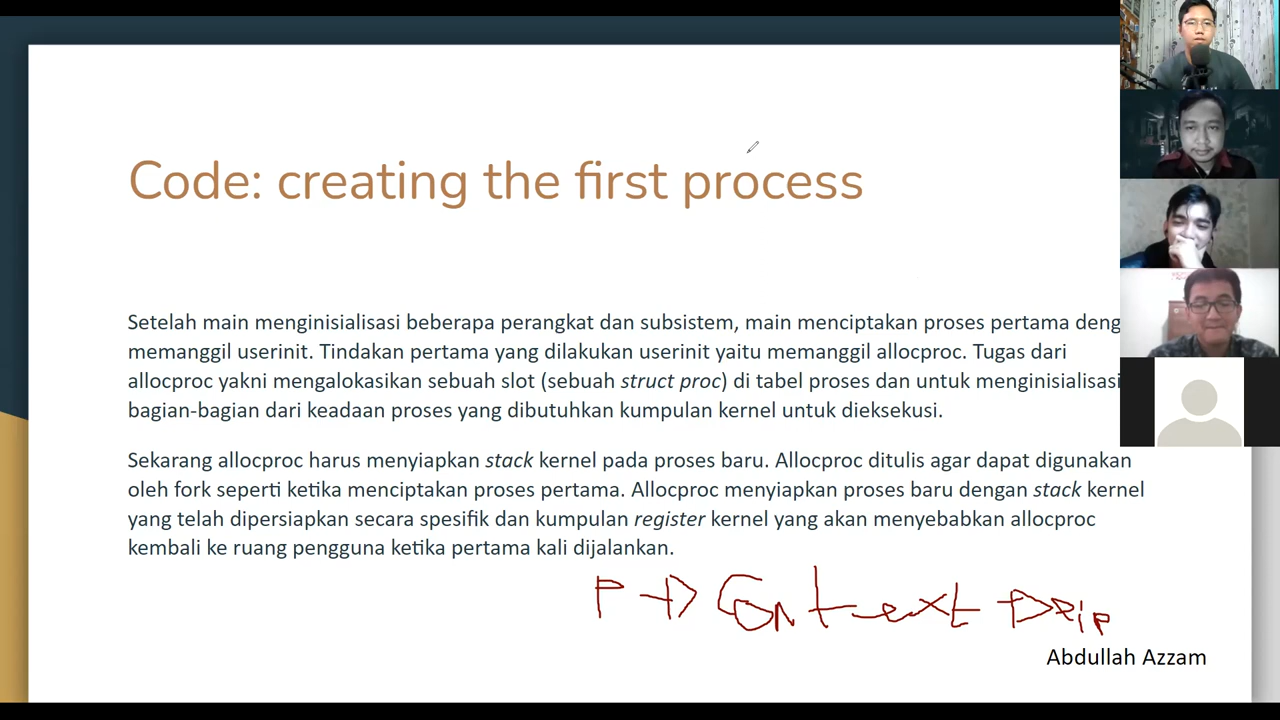 Code: creating the first process
Setelah main menginisialisasi beberapa perangkat dan subsistem, main menciptakan proses pertama deng
memanggil userinit. Tindakan pertama yang dilakukan userinit yaitu memanggil allocproc. Tugas dari
allocproc yakni mengalokasikan sebuah slot (sebuah struct proc) di tabel proses dan untuk menginisialisasi
bagian-bagian dari keadaan proses yang dibutuhkan kumpulan kernel untuk dieksekusi.
Sekarang allocproc harus menyiapkan stack kernel pada proses baru. Allocproc ditulis agar dapat digunakan
oleh fork seperti ketika menciptakan proses pertama. Allocproc menyiapkan proses baru dengan stack kernel
yang telah dipersiapkan secara spesifik dan kumpulan register kernel yang akan menyebabkan allocproc
kembali ke ruang pengguna ketika pertama kali dijalankan.
P → Context → eip
Abdullah Azzam